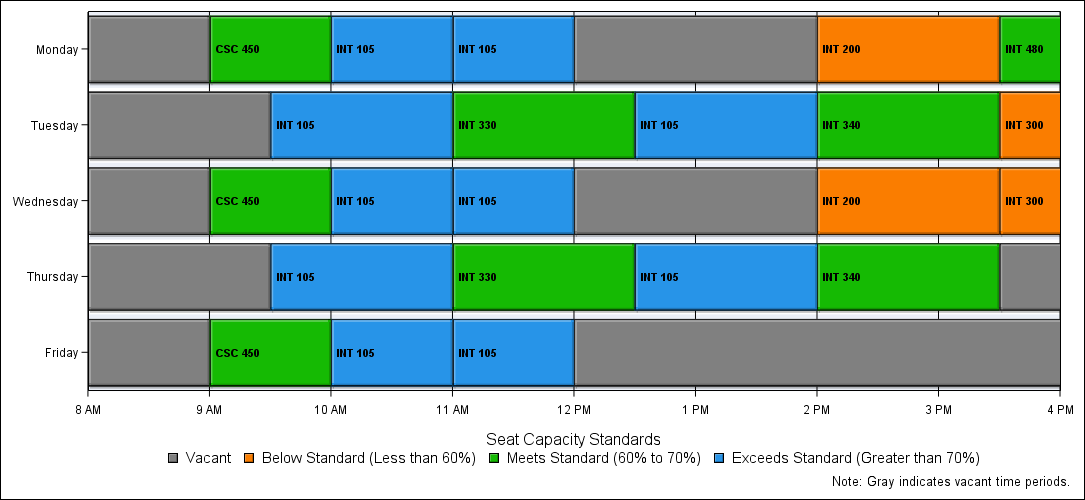 Monday CSC 450 INT 105 INT 105 INT 200 INT 480
Tuesday INT 105 INT 330 INT 105 INT 340 INT 300
Wednesday CSC 450 INT 105 INT 105 INT 200 INT 300
Thursday INT 105 INT 330 INT 105 INT 340
Friday CSC 450 INT 105 INT 105
8 AM 9 AM 10 AM 11 AM 12 PM 1 PM 2 PM 3 PM 4 PM
Seat Capacity Standards
Vacant Below Standard (Less than 60%) Meets Standard (60% to 70%) Exceeds Standard (Greater than 70%)
Note: Gray indicates vacant time periods.